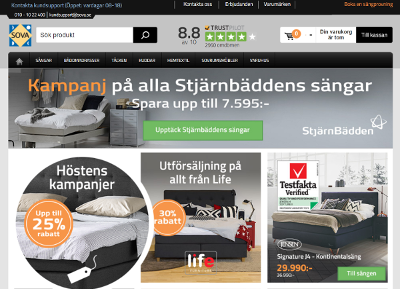 Kontakta kundsupport (Öppet: vardagar 08-18)
Kontakta oss
Erbjudanden
Varumärken
Boka en sängprovning
019 - 10 22 400 | kundsupport@sova.se
SOVA
Sök produkt
8.8
av 10
TRUSTPILOT
2950 omdömen
0
Din varukorg är tom
Till kassan
SÄNGAR
BÄDDPRODUKTER
TÄCKEN
KUDDAR
HEMTEXTIL
SOVRUMSMÖBLER
VARUHUS
Kampanj på alla Stjärnbäddens sängar
Spara upp till 7.595:-
Upptäck Stjärnbäddens sängar
StjärnBädden
Höstens
kampanjer
Upp till
25%
rabatt
Utförsäljning på
allt från Life
30%
rabatt
life
Testfakta
Verified
JENSEN
Signature J4 - Kontinentalsäng
29.990:-
Till sängen